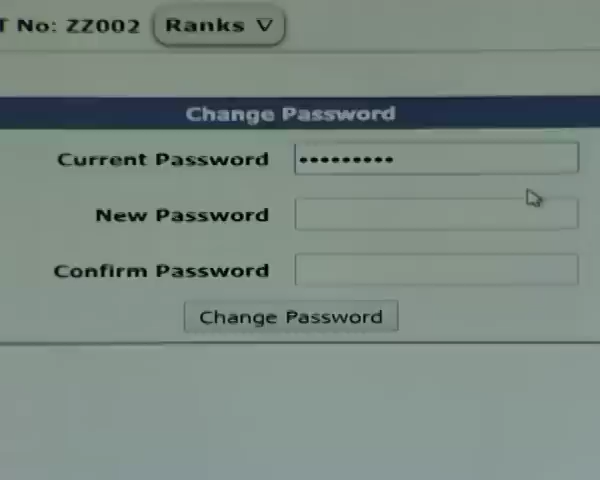 T No: ZZ002 Ranks ▽
Change Password
Current Password •••••••••
New Password
Confirm Password
Change Password